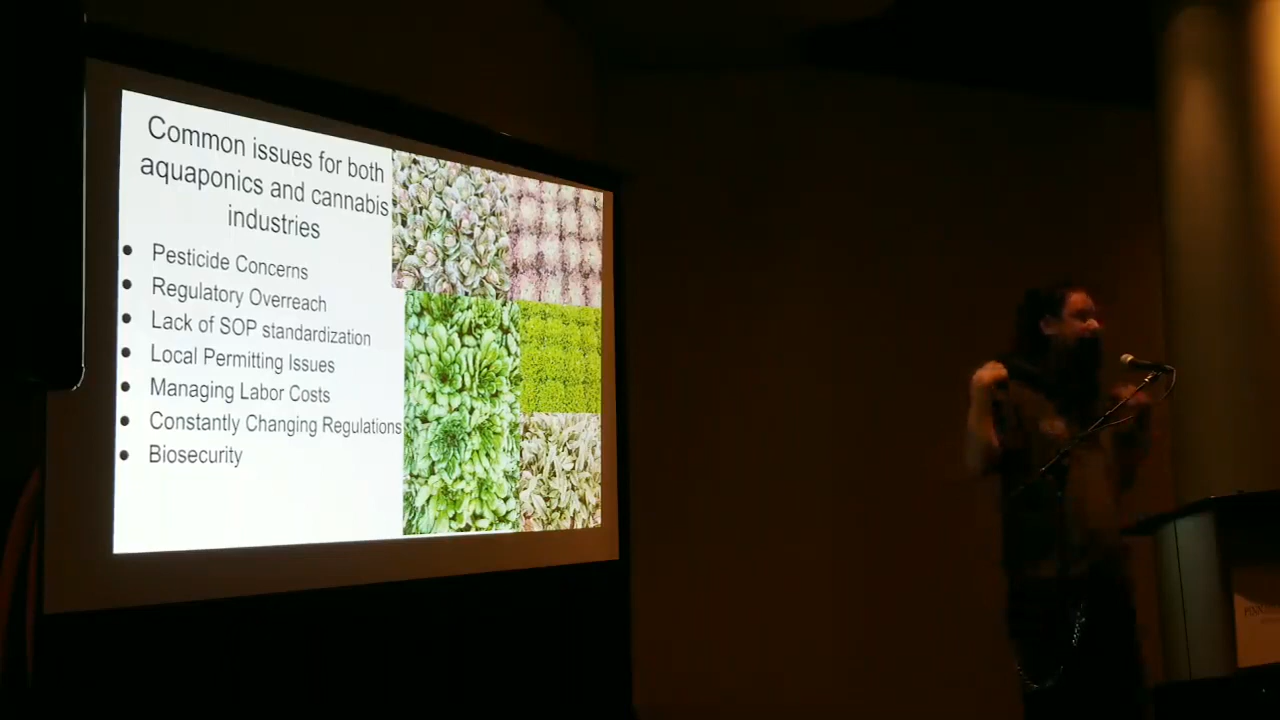 Common issues for both
aquaponics and cannabis
industries
● Pesticide Concerns
● Regulatory Overreach
● Lack of SOP standardization
● Local Permitting Issues
● Managing Labor Costs
● Constantly Changing Regulations
● Biosecurity